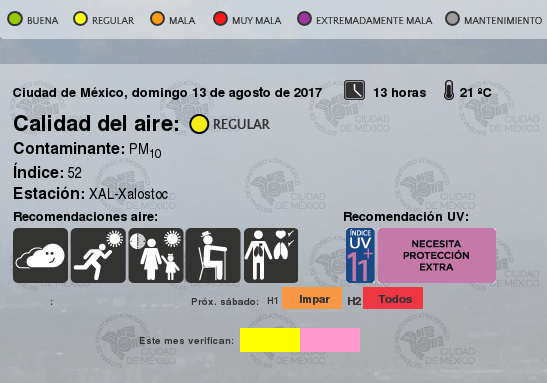 BUENA REGULAR MALA MUY MALA EXTREMADAMENTE MALA MANTENIMIENTO
Ciudad de México, domingo 13 de agosto de 2017 13 horas 21 ºC
Calidad del aire: REGULAR
Contaminante: PM10
Índice: 52
Estación: XAL-Xalostoc
Recomendaciones aire: Recomendación UV:
ÍNDICE
UV
11+
NECESITA
PROTECCIÓN
EXTRA
: Próx. sábado: H1 Impar H2 Todos
Este mes verifican:
CIUDAD
DE MÉXICO